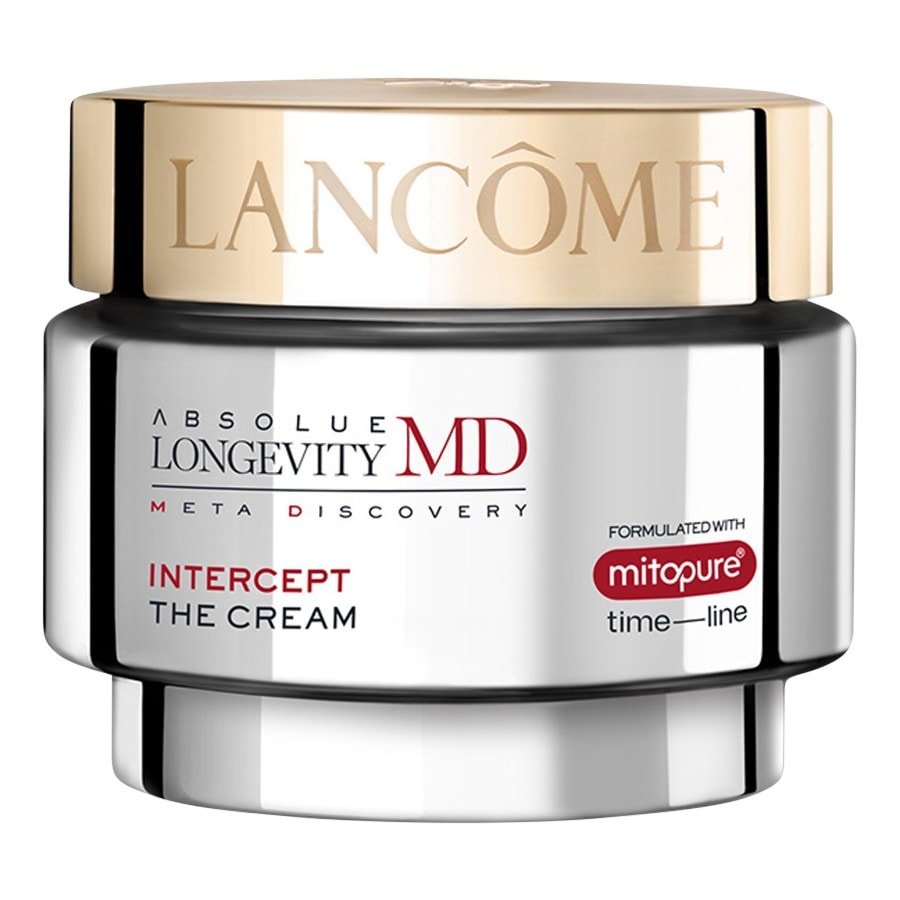 LANCÔME
ABSOLUE
LONGEVITY MD
META DISCOVERY
INTERCEPT
THE CREAM
FORMULATED WITH
mitopure®
time—line